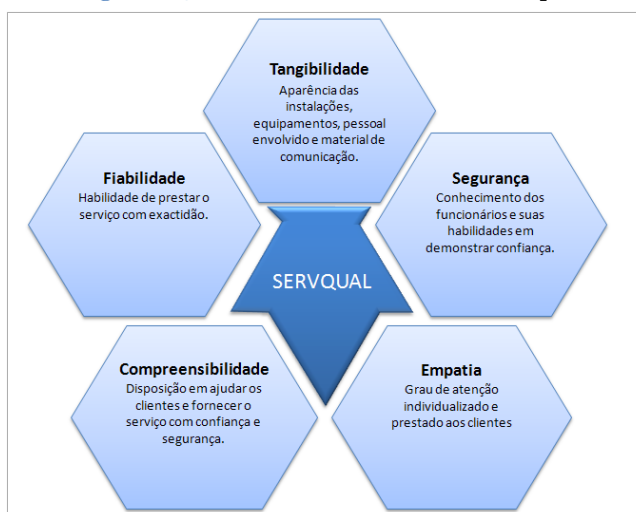 Tangibilidade
Aparência das
instalações,
equipamentos, pessoal
envolvido e material de
comunicação.
Fiabilidade
Habilidade de prestar o
serviço com exactidão.
Segurança
Conhecimento dos
funcionários e suas
habilidades em
demonstrar confiança.
SERVQUAL
Compreensibilidade
Disposição em ajudar os
clientes e fornecer o
serviço com confiança e
segurança.
Empatia
Grau de atenção
individualizado e
prestado aos clientes